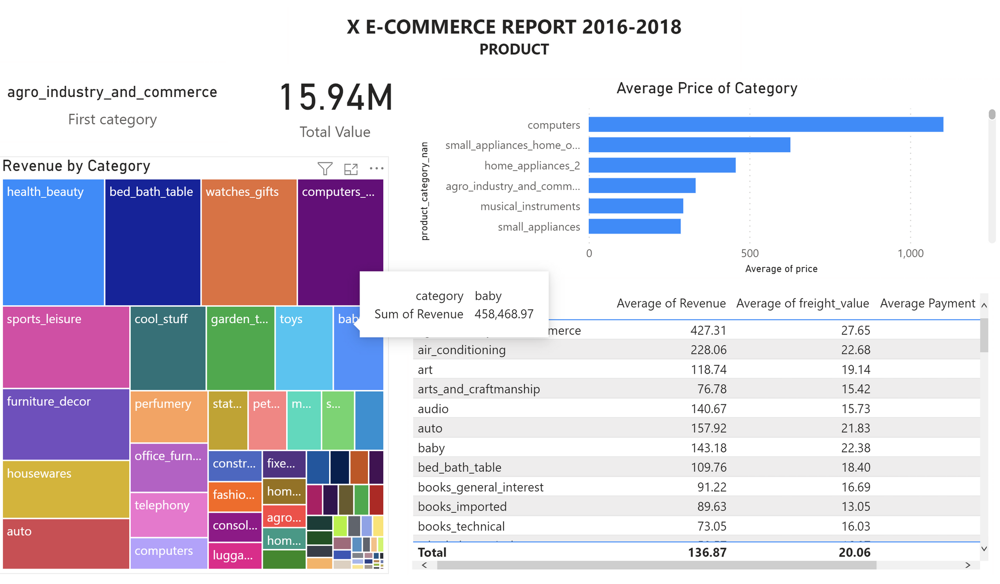 X E-COMMERCE REPORT 2016-2018
PRODUCT
agro_industry_and_commerce
First category
15.94M
Total Value
Revenue by Category
health_beauty
bed_bath_table
watches_gifts
computers_...
sports_leisure
cool_stuff
garden_t...
toys
bab
furniture_decor
perfumery
stat...
pet...
m...
s...
office_furn...
constr...
fixe...
housewares
fashio...
hom...
telephony
agro...
auto
consol...
hom...
computers
lugga...
category baby
Sum of Revenue 458,468.97
Average Price of Category
product_category_nan
computers
small_appliances_home_o...
home_appliances_2
agro_industry_and_comm...
musical_instruments
small_appliances
0 500 1,000
Average of price
Average of Revenue Average of freight_value Average Payment
merce 427.31 27.65
air_conditioning 228.06 22.68
art 118.74 19.14
arts_and_craftmanship 76.78 15.42
audio 140.67 15.73
auto 157.92 21.83
baby 143.18 22.38
bed_bath_table 109.76 18.40
books_general_interest 91.22 16.69
books_imported 89.63 13.05
books_technical 73.05 16.03
Total 136.87 20.06